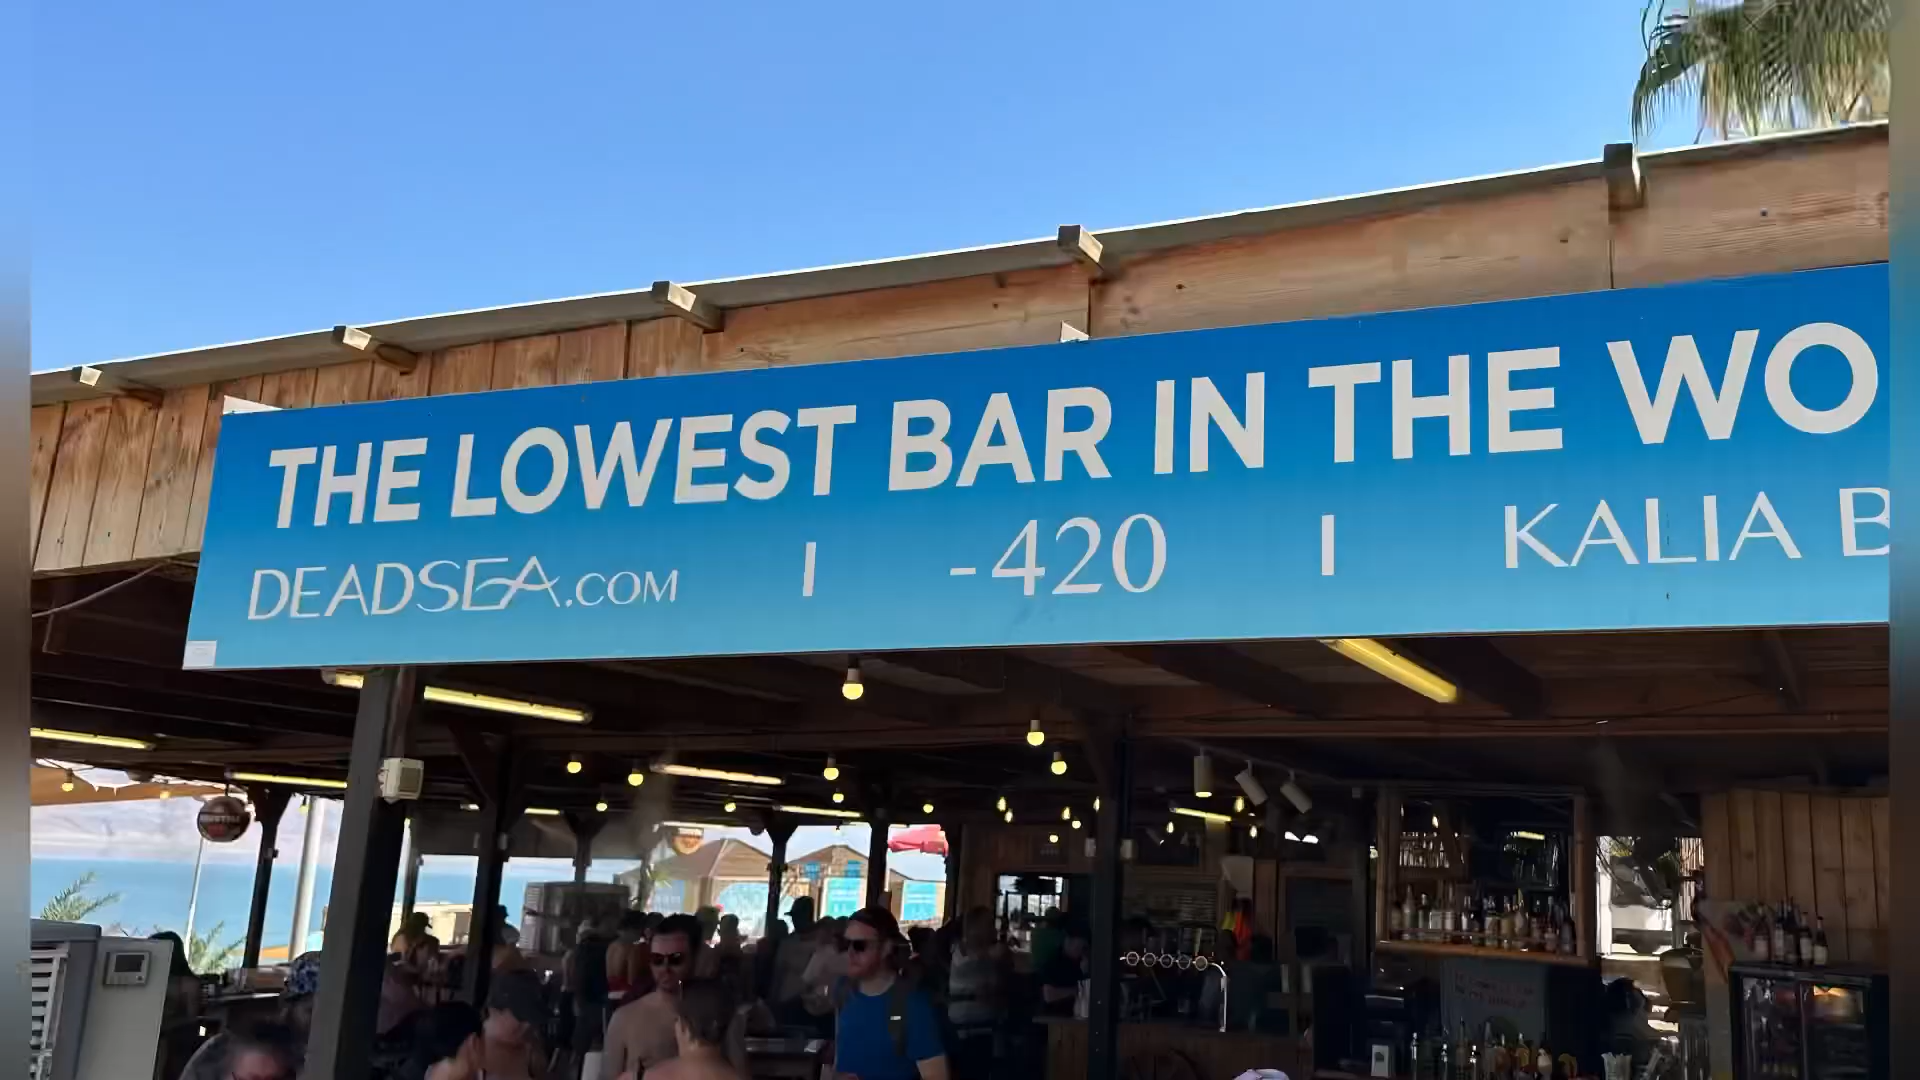 THE LOWEST BAR IN THE WO
DEADSEA.COM | -420 | KALIA B